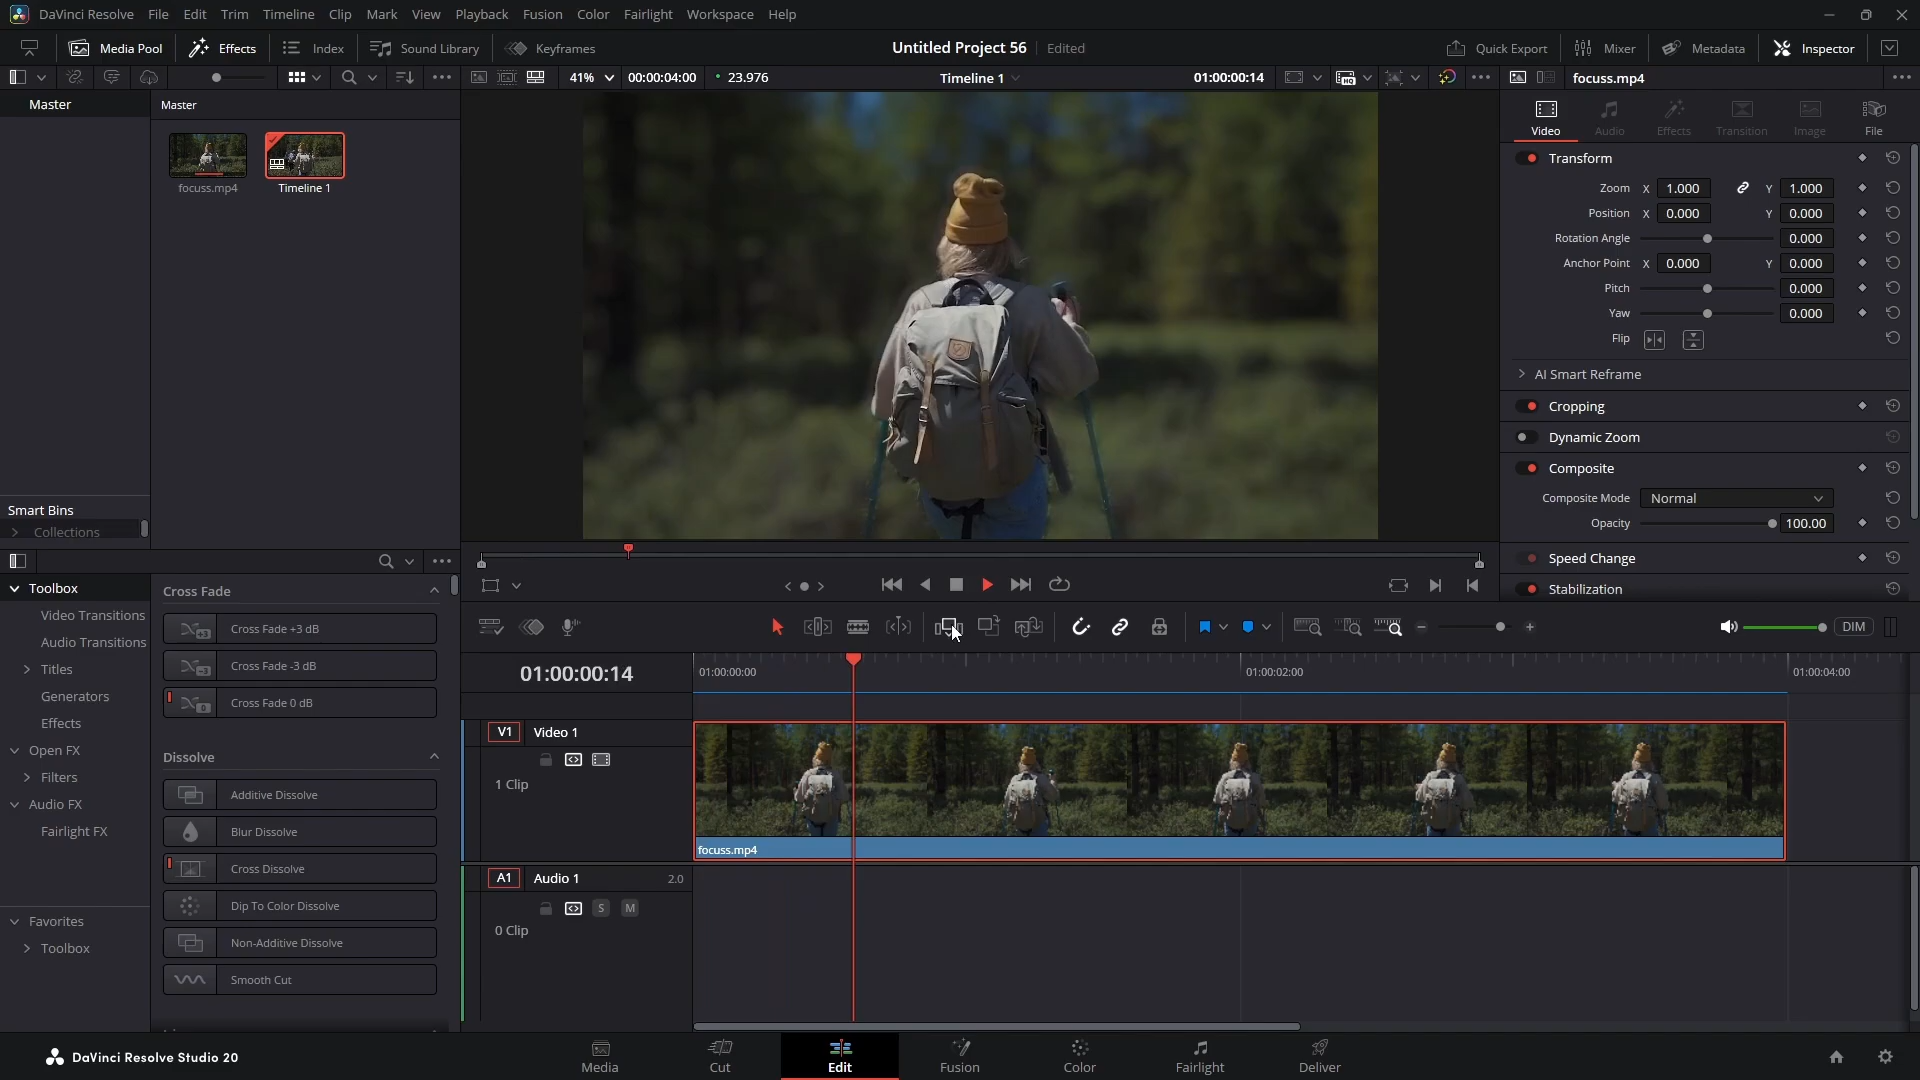 DaVinci Resolve File Edit Trim Timeline Clip Mark View Playback Fusion Color Fairlight Workspace Help
Media Pool Effects Index Sound Library Keyframes Untitled Project 56 Edited Quick Export Mixer Metadata Inspector
41% 00:00:04:00 23.976 Timeline 1 01:00:00:14 focuss.mp4
Master
Master
focuss.mp4
Timeline 1
Smart Bins
Collections
Toolbox
Video Transitions
Audio Transitions
Titles
Generators
Effects
Open FX
Filters
Audio FX
Fairlight FX
Favorites
Toolbox
Cross Fade
+3 Cross Fade +3 dB
-3 Cross Fade -3 dB
0 Cross Fade 0 dB
Dissolve
Additive Dissolve
Blur Dissolve
Cross Dissolve
Dip To Color Dissolve
Non-Additive Dissolve
Smooth Cut
Video Audio Effects Transition Image File
Transform
Zoom X 1.000 Y 1.000
Position X 0.000 Y 0.000
Rotation Angle 0.000
Anchor Point X 0.000 Y 0.000
Pitch 0.000
Yaw 0.000
Flip
AI Smart Reframe
Cropping
Dynamic Zoom
Composite
Composite Mode Normal
Opacity 100.00
Speed Change
Stabilization
DIM
01:00:00:14 01:00:00:00 01:00:02:00 01:00:04:00
V1 Video 1
1 Clip
focuss.mp4
A1 Audio 1 2.0
S M
0 Clip
DaVinci Resolve Studio 20
Media Cut Edit Fusion Color Fairlight Deliver